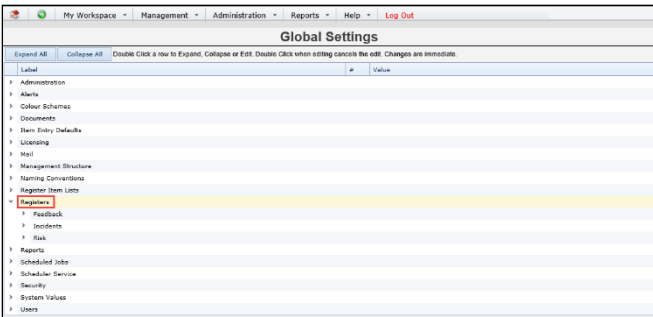 My Workspace Management Administration Reports Help Log Out
Global Settings
Expand All Collapse All Double Click a row to Expand, Collapse or Edit. Double Click when editing cancels the edit. Changes are immediate.
Label # Value
Administration
Alerts
Colour Schemes
Documents
Item Entry Defaults
Licensing
Mail
Management Structure
Naming Conventions
Register Item Lists
Registers
Feedback
Incidents
Risk
Reports
Scheduled Jobs
Scheduler Service
Security
System Values
Users